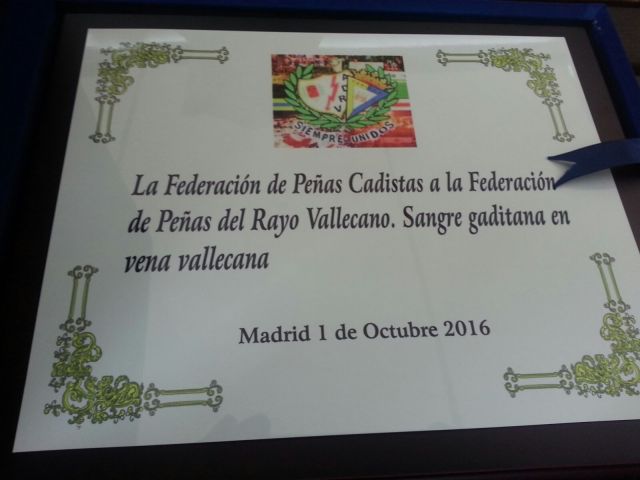 SIEMPRE UNIDOS
La Federación de Peñas Cadistas a la Federación
de Peñas del Rayo Vallecano. Sangre gaditana en
vena vallecana
Madrid 1 de Octubre 2016